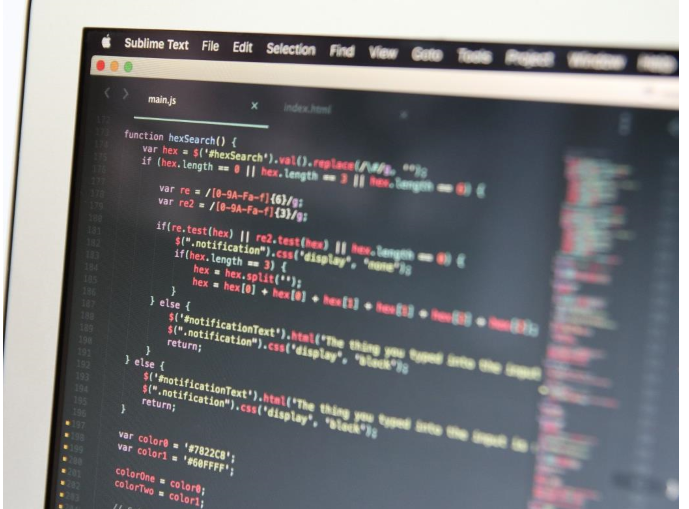 Sublime Text File Edit Selection Find View Goto Tools Project Window Help
main.js × index.html
172
173 function hexSearch() {
var hex = $('#hexSearch').val().replace(/\#/g, "");
if (hex.length == 0 || hex.length == 3 || hex.length == 6) {
var re = /[0-9A-Fa-f]{6}/g;
var re2 = /[0-9A-Fa-f]{3}/g;
if(re.test(hex) || re2.test(hex) || hex.length == 0) {
$(".notification").css("display", "none");
if(hex.length == 3) {
hex = hex.split("");
hex = hex[0] + hex[0] + hex[1] + hex[1] + hex[2] + hex[2];
}
} else {
$('#notificationText').html("The thing you typed into the input
$(".notification").css("display", "block");
return;
}
} else {
$('#notificationText').html("The thing you typed into the input is
$(".notification").css("display", "block");
return;
}
var color0 = '#7822C8';
var color1 = '#60FFFF';
colorOne = color0;
colorTwo = color1;
//